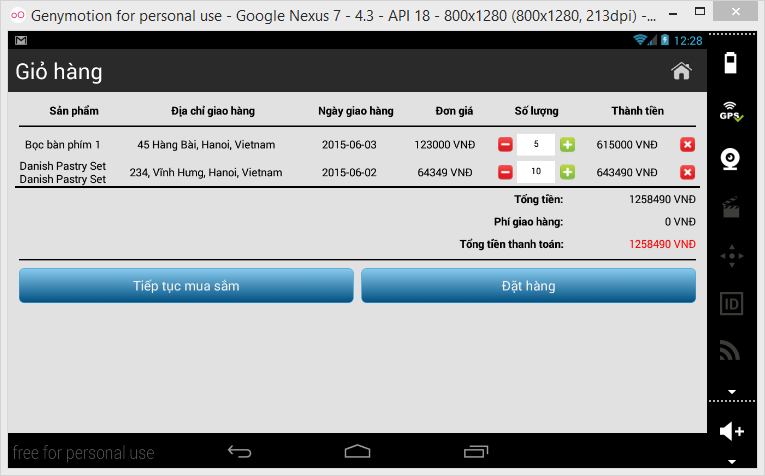 Genymotion for personal use - Google Nexus 7 - 4.3 - API 18 - 800x1280 (800x1280, 213dpi) -...
12:28
Giỏ hàng
Sản phẩm Địa chỉ giao hàng Ngày giao hàng Đơn giá Số lượng Thành tiền
Bọc bàn phím 1 45 Hàng Bài, Hanoi, Vietnam 2015-06-03 123000 VNĐ 5 615000 VNĐ
Danish Pastry Set
Danish Pastry Set 234, Vĩnh Hưng, Hanoi, Vietnam 2015-06-02 64349 VNĐ 10 643490 VNĐ
Tổng tiền: 1258490 VNĐ
Phí giao hàng: 0 VNĐ
Tổng tiền thanh toán: 1258490 VNĐ
Tiếp tục mua sắm Đặt hàng
free for personal use
GPS
ID